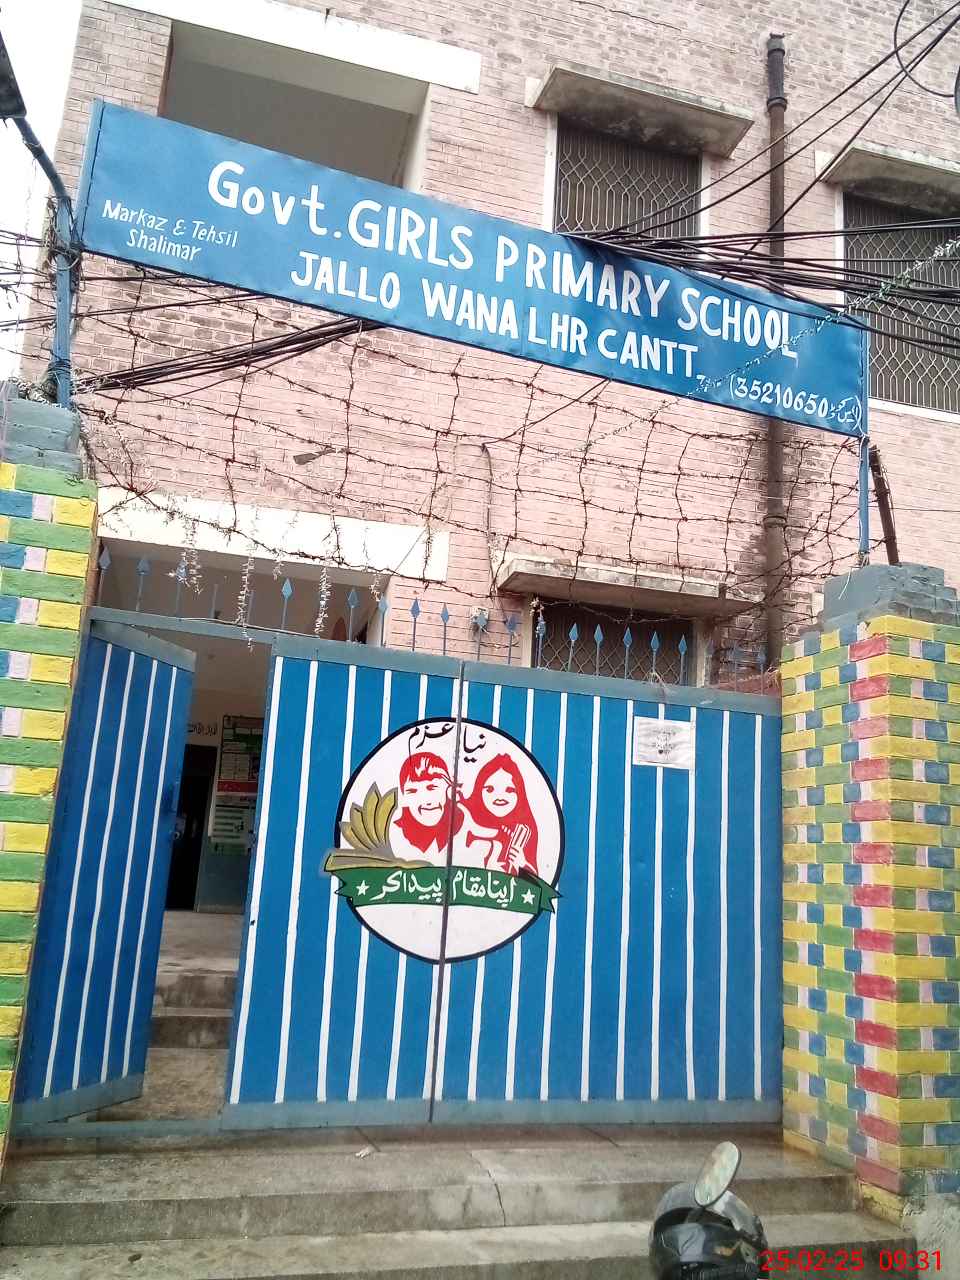 Govt. GIRLS PRIMARY SCHOOL
Markaz & Tehsil
Shalimar
JALLO WANA LHR CANTT.
(35210650
نیا عزم
اپنا مقام پیدا کر
25-02-25 09:31